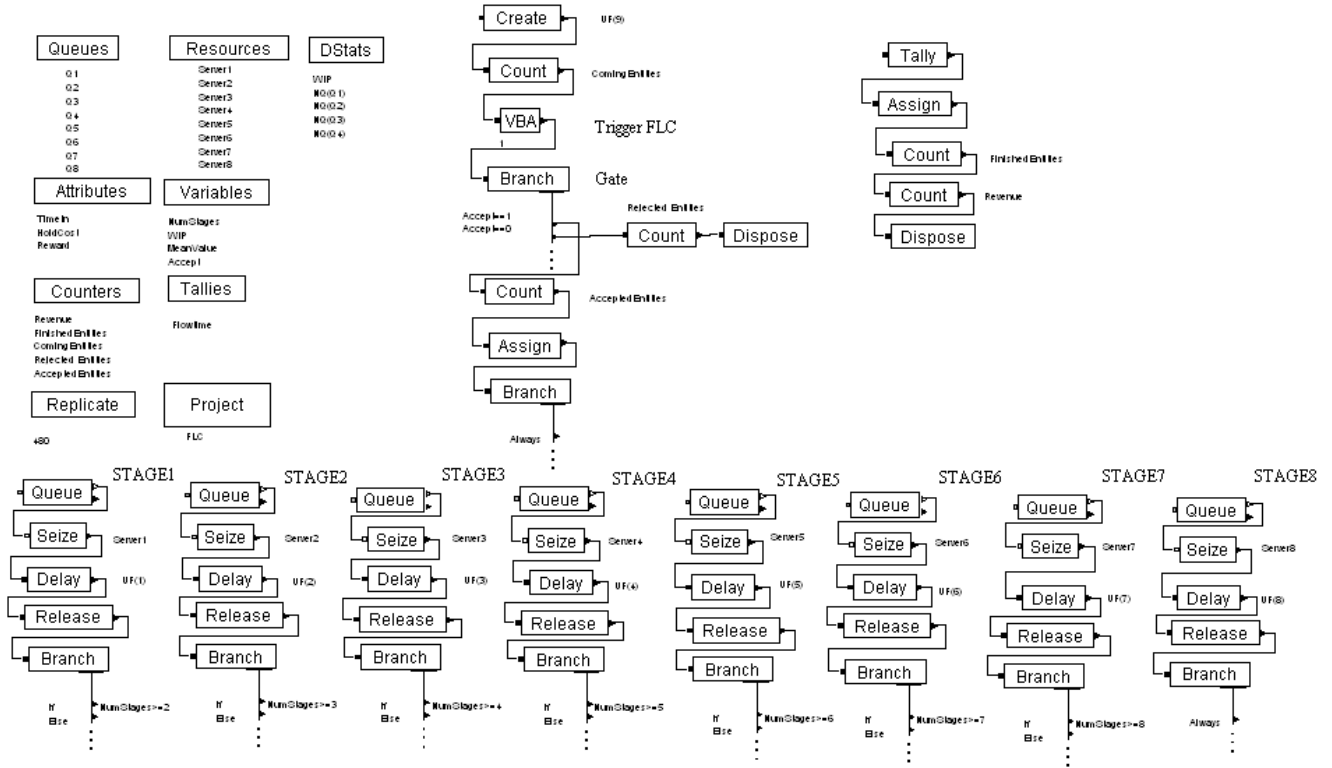 Queues
Q1
Q2
Q3
Q4
Q5
Q6
Q7
Q8
Resources
Server1
Server2
Server3
Server4
Server5
Server6
Server7
Server8
DStats
WIP
NQ(Q1)
NQ(Q2)
NQ(Q3)
NQ(Q4)
Attributes
TimeIn
HoldCost
Reward
Variables
NumStages
WIP
MeanValue
Accept
Counters
Revenue
Finished Entities
Coming Entities
Rejected Entities
Accepted Entities
Tallies
Flowtime
Replicate
480
Project
FLC
Create
UF(9)
Count
Coming Entities
VBA
1
Trigger FLC
Branch
Gate
Accept==1
Accept==0
Rejected Entities
Count
Dispose
Count
Accepted Entities
Assign
Branch
Always
Tally
Assign
Count
Finished Entities
Count
Revenue
Dispose
STAGE1
Queue
Seize
Server1
Delay
UF(1)
Release
Branch
If
NumStages>=2
Else
STAGE2
Queue
Seize
Server2
Delay
UF(2)
Release
Branch
If
NumStages>=3
Else
STAGE3
Queue
Seize
Server3
Delay
UF(3)
Release
Branch
If
NumStages>=4
Else
STAGE4
Queue
Seize
Server4
Delay
UF(4)
Release
Branch
If
NumStages>=5
Else
STAGE5
Queue
Seize
Server5
Delay
UF(5)
Release
Branch
If
NumStages>=6
Else
STAGE6
Queue
Seize
Server6
Delay
UF(6)
Release
Branch
If
NumStages>=7
Else
STAGE7
Queue
Seize
Server7
Delay
UF(7)
Release
Branch
If
NumStages>=8
Else
STAGE8
Queue
Seize
Server8
Delay
UF(8)
Release
Branch
Always